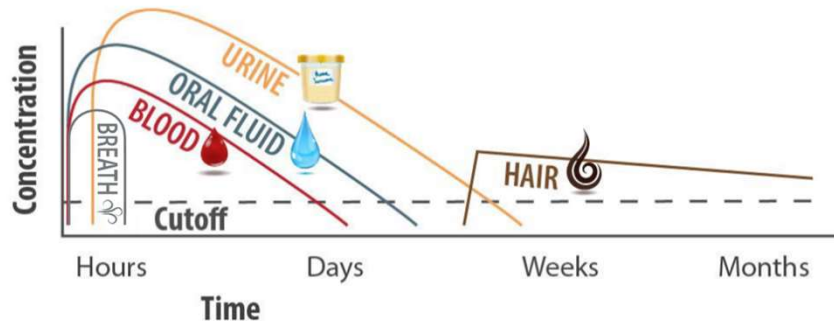 Concentration
URINE
ORAL FLUID
BLOOD
BREATH
HAIR
Cutoff
Hours Days Weeks Months
Time